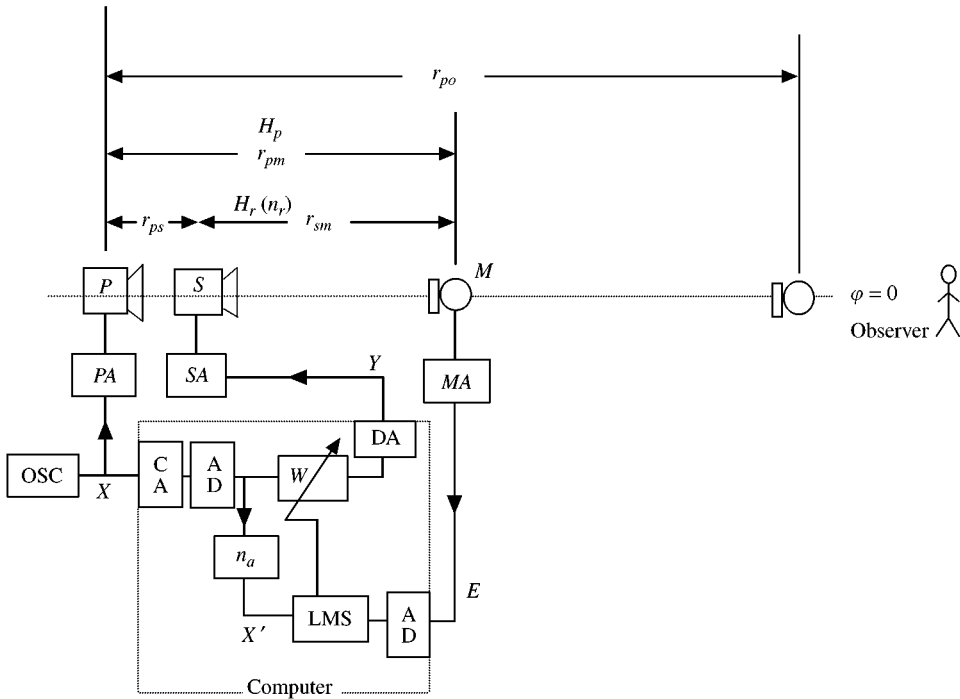 r_po
H_p
r_pm
H_r (n_r)
r_ps
r_sm
P
S
M
φ = 0
Observer
PA
SA
Y
MA
DA
OSC
X
C
A
A
D
W
n_a
E
X′
LMS
A
D
Computer